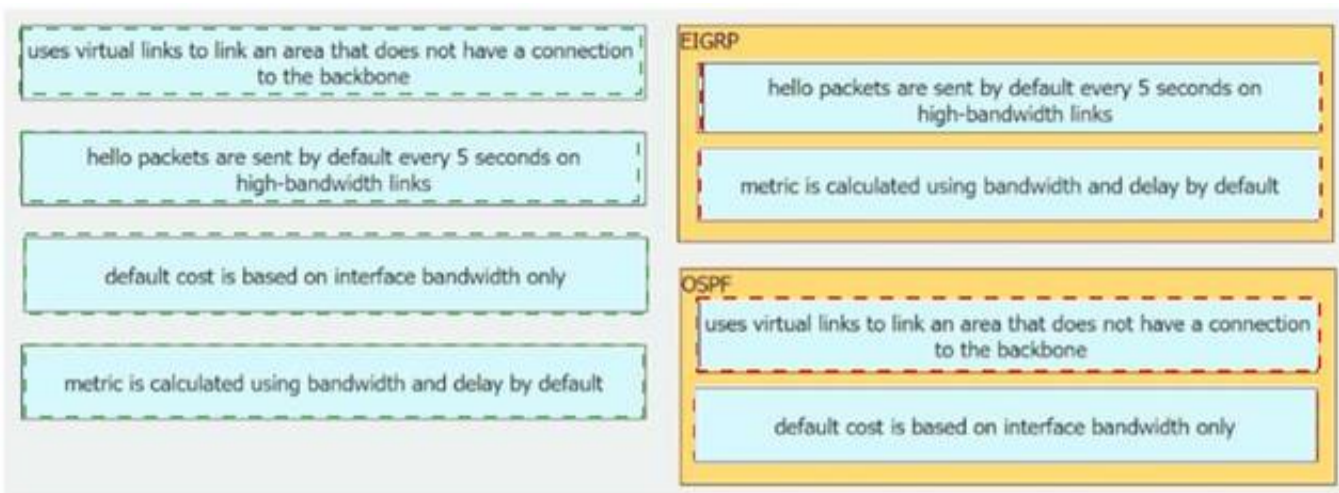 uses virtual links to link an area that does not have a connection
to the backbone
hello packets are sent by default every 5 seconds on
high-bandwidth links
default cost is based on interface bandwidth only
metric is calculated using bandwidth and delay by default
EIGRP
hello packets are sent by default every 5 seconds on
high-bandwidth links
metric is calculated using bandwidth and delay by default
OSPF
uses virtual links to link an area that does not have a connection
to the backbone
default cost is based on interface bandwidth only